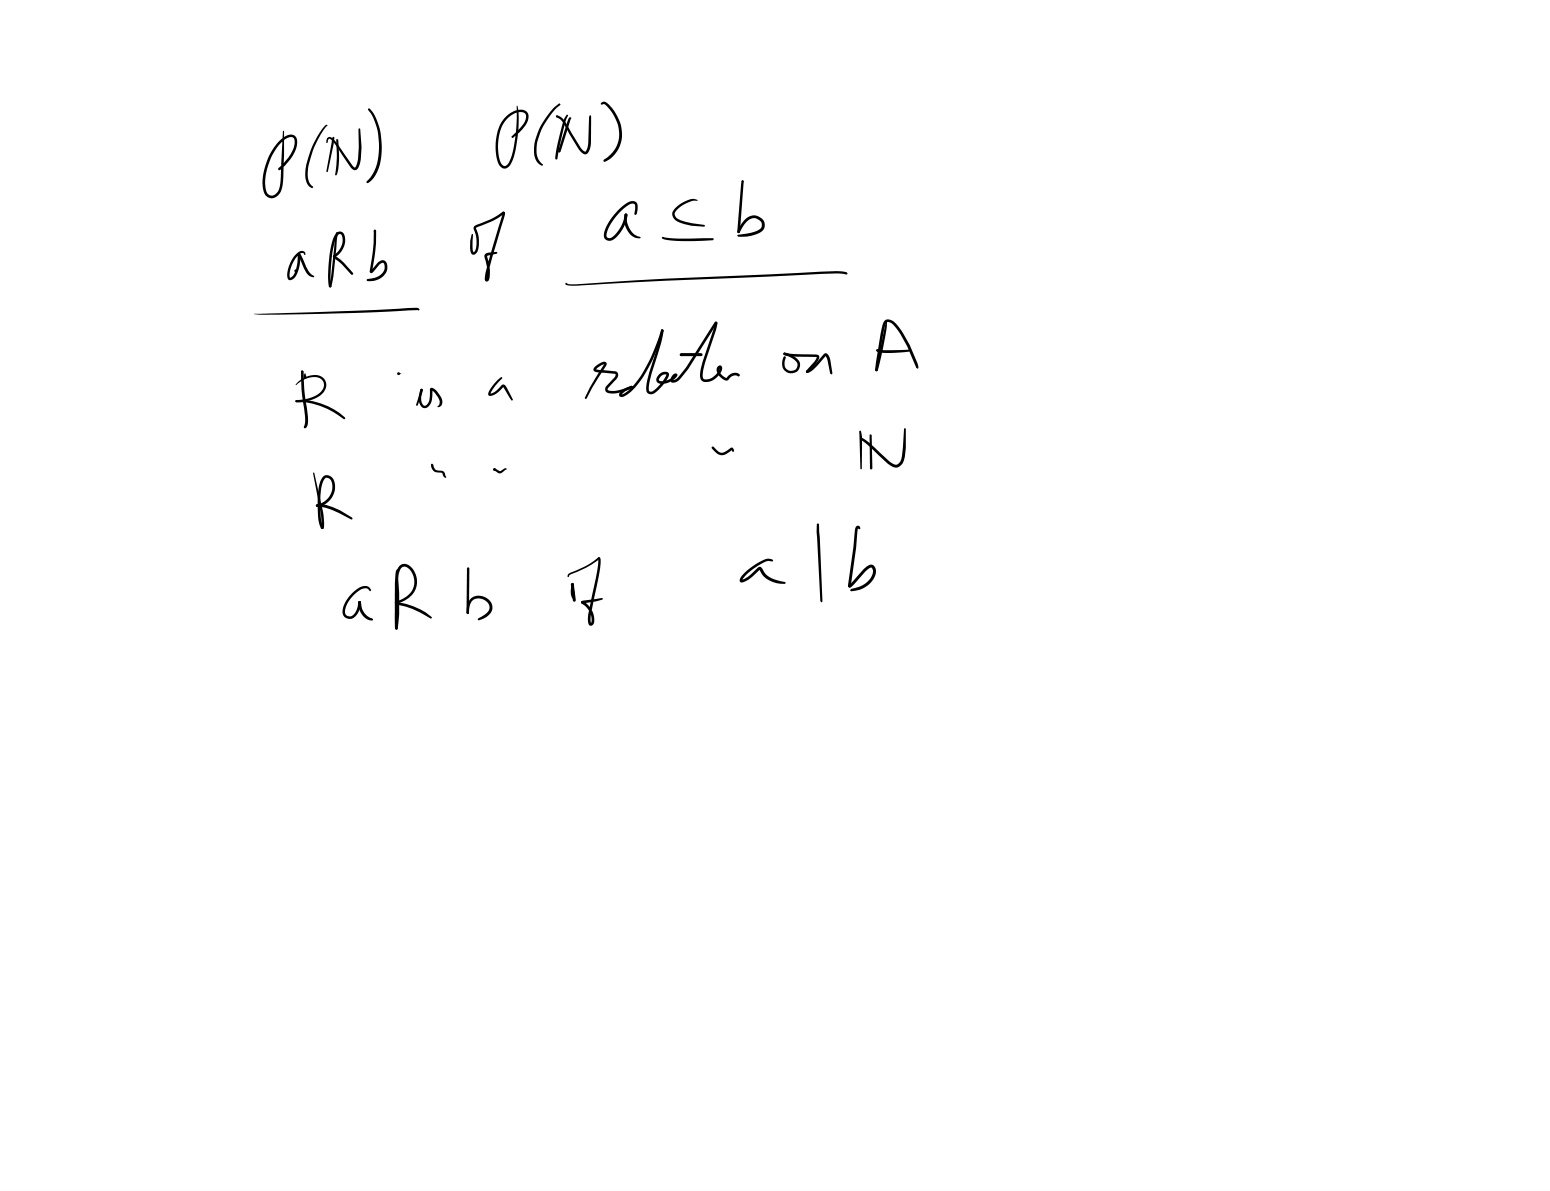 P(ℕ) P(ℕ)
aRb if a ⊆ b
R is a relation on A
R " " " ℕ
aRb if a | b